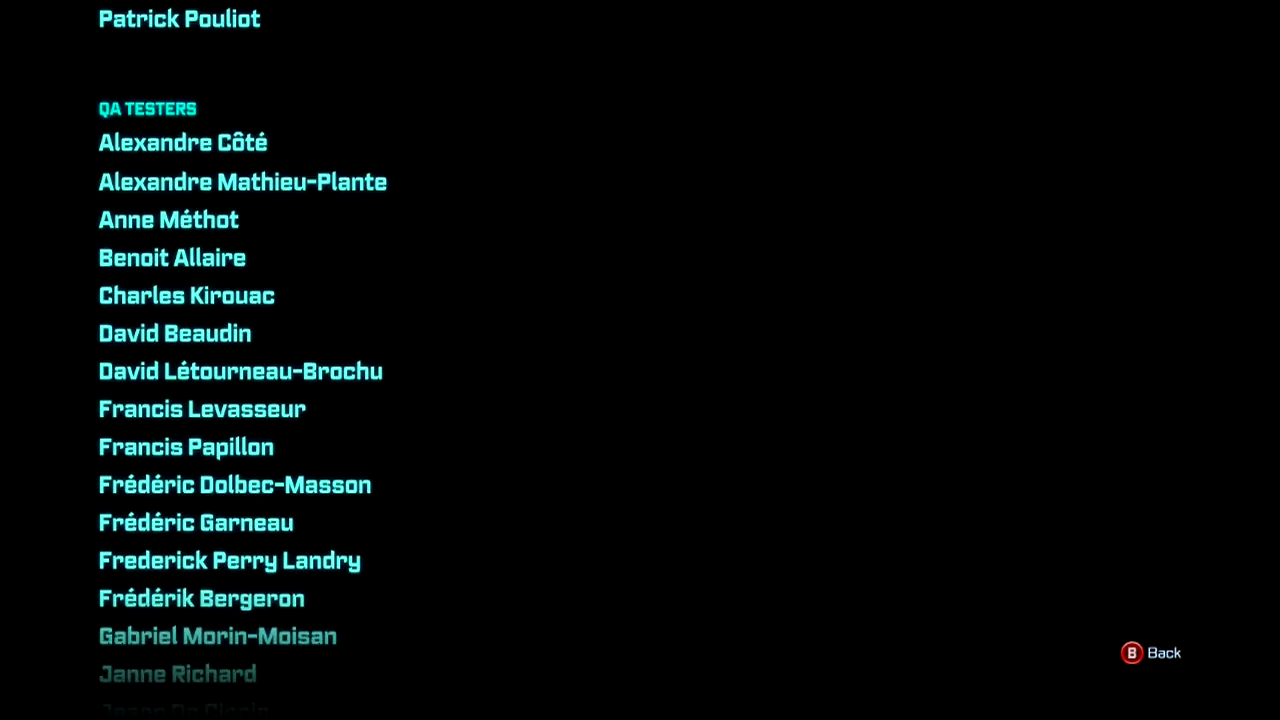 Patrick Pouliot
QA TESTERS
Alexandre Côté
Alexandre Mathieu-Plante
Anne Méthot
Benoit Allaire
Charles Kirouac
David Beaudin
David Létourneau-Brochu
Francis Levasseur
Francis Papillon
Frédéric Dolbec-Masson
Frédéric Garneau
Frederick Perry Landry
Frédérik Bergeron
Gabriel Morin-Moisan
Janne Richard
B Back